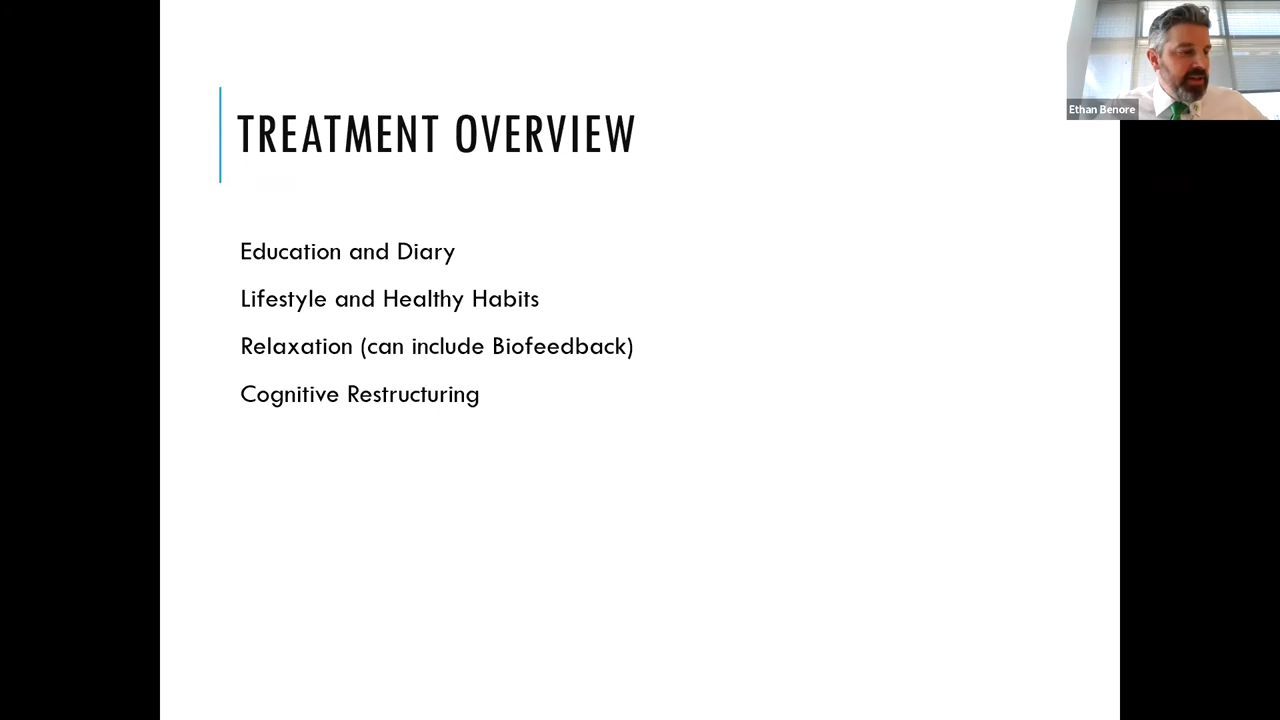 TREATMENT OVERVIEW
Education and Diary
Lifestyle and Healthy Habits
Relaxation (can include Biofeedback)
Cognitive Restructuring
Ethan Benore